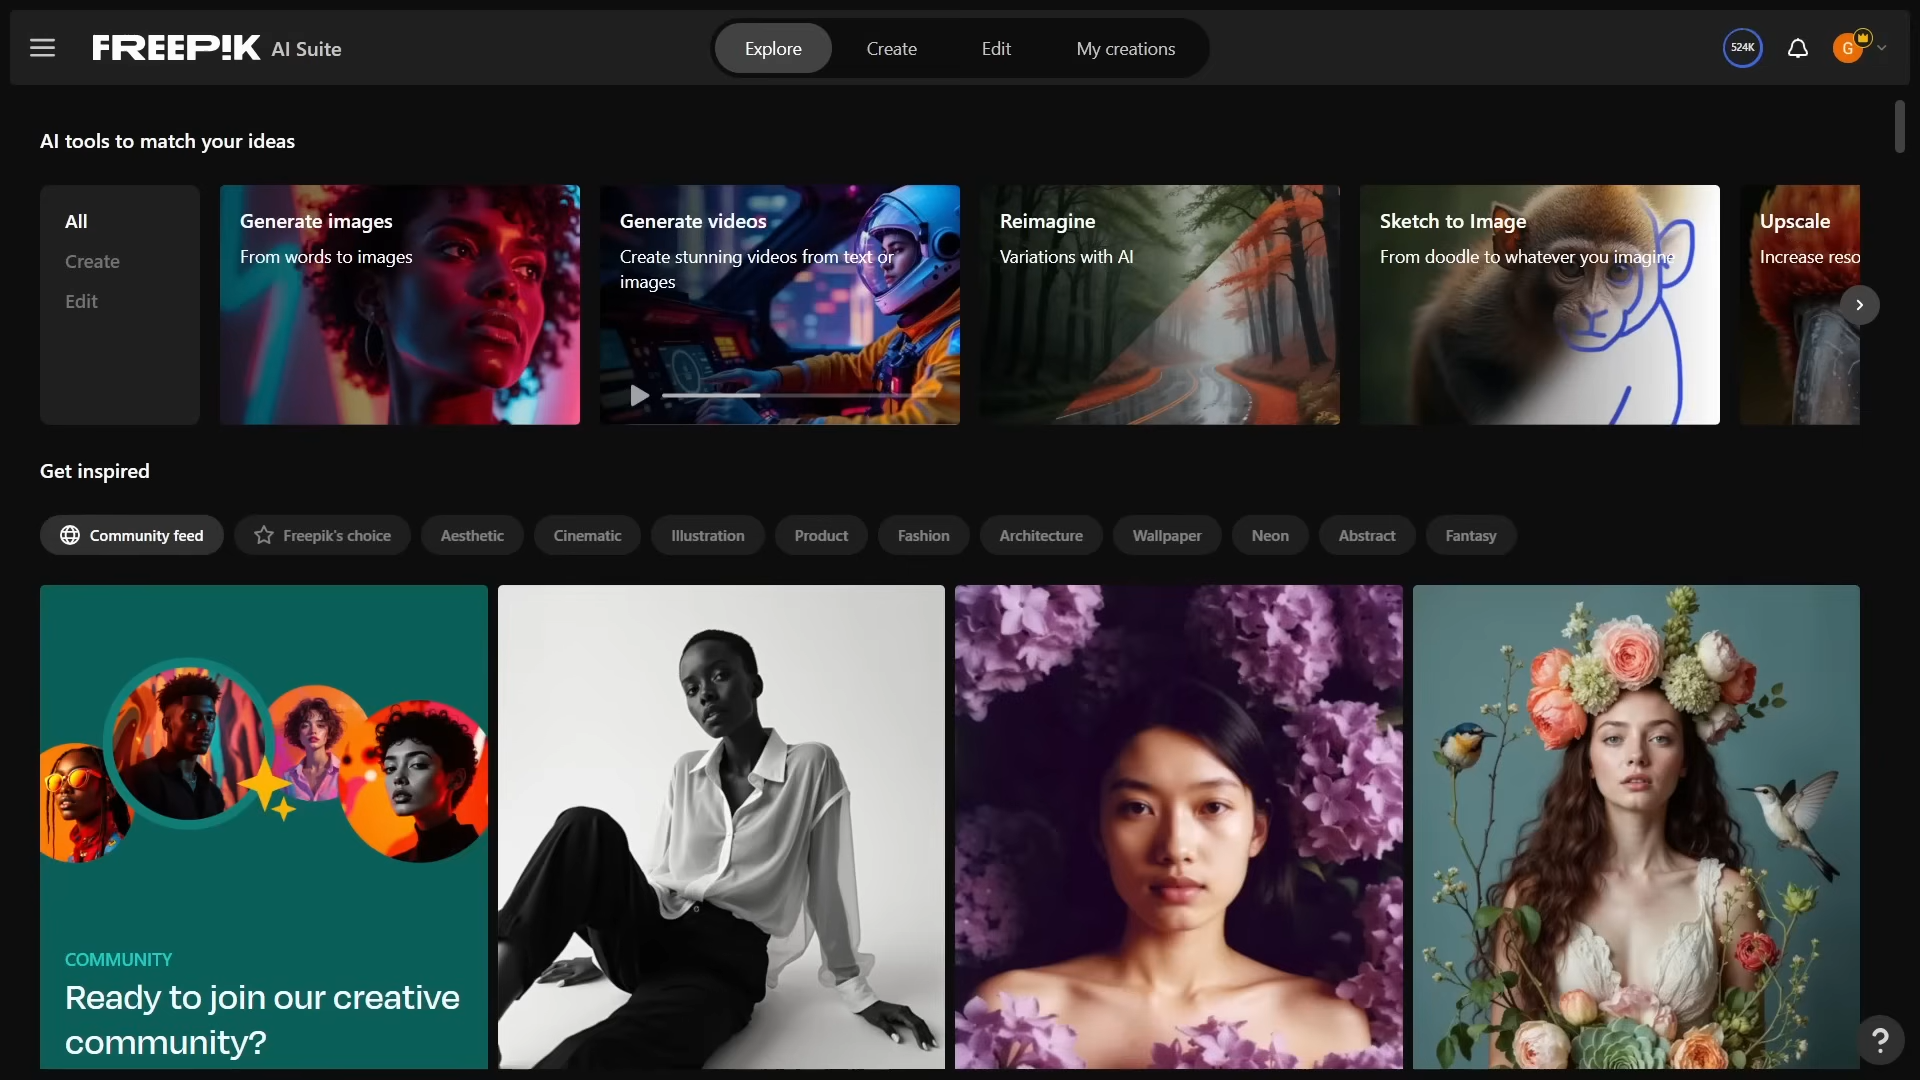 FREEP!K AI Suite
Explore
Create
Edit
My creations
524K
G
AI tools to match your ideas
All
Create
Edit
Generate images
From words to images
Generate videos
Create stunning videos from text or
images
Reimagine
Variations with AI
Sketch to Image
From doodle to whatever you imagine
Upscale
Increase reso
Get inspired
Community feed
Freepik's choice
Aesthetic
Cinematic
Illustration
Product
Fashion
Architecture
Wallpaper
Neon
Abstract
Fantasy
COMMUNITY
Ready to join our creative
community?
?